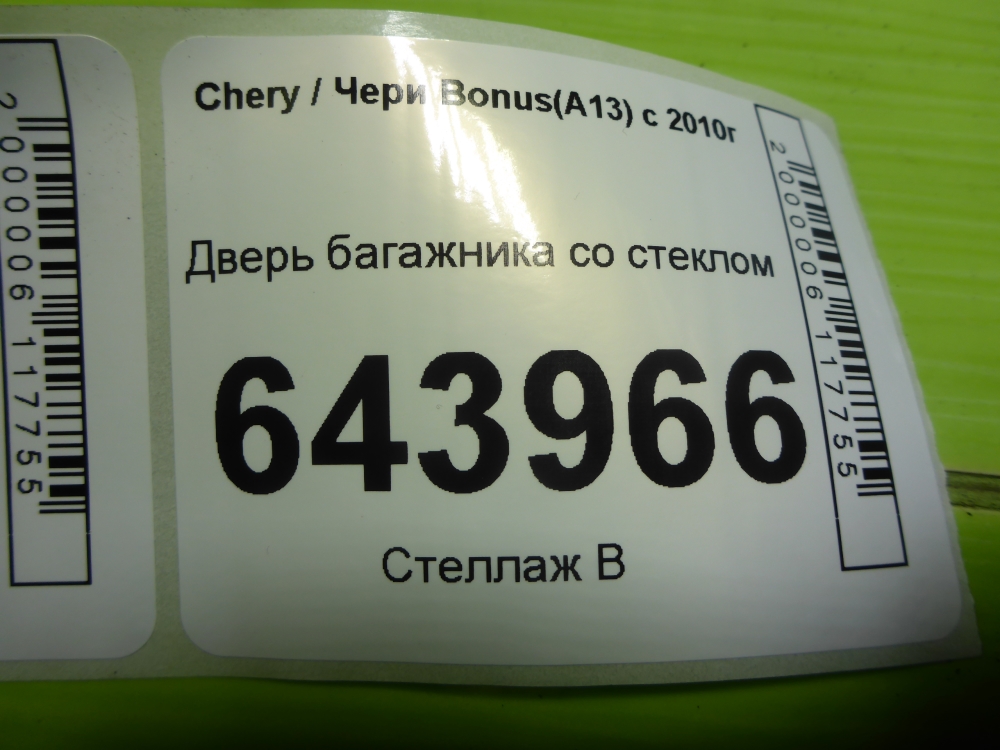 2000006117755
Chery / Чери Bonus(A13) с 2010г
Дверь багажника со стеклом
643966
Стеллаж В
2000006117755